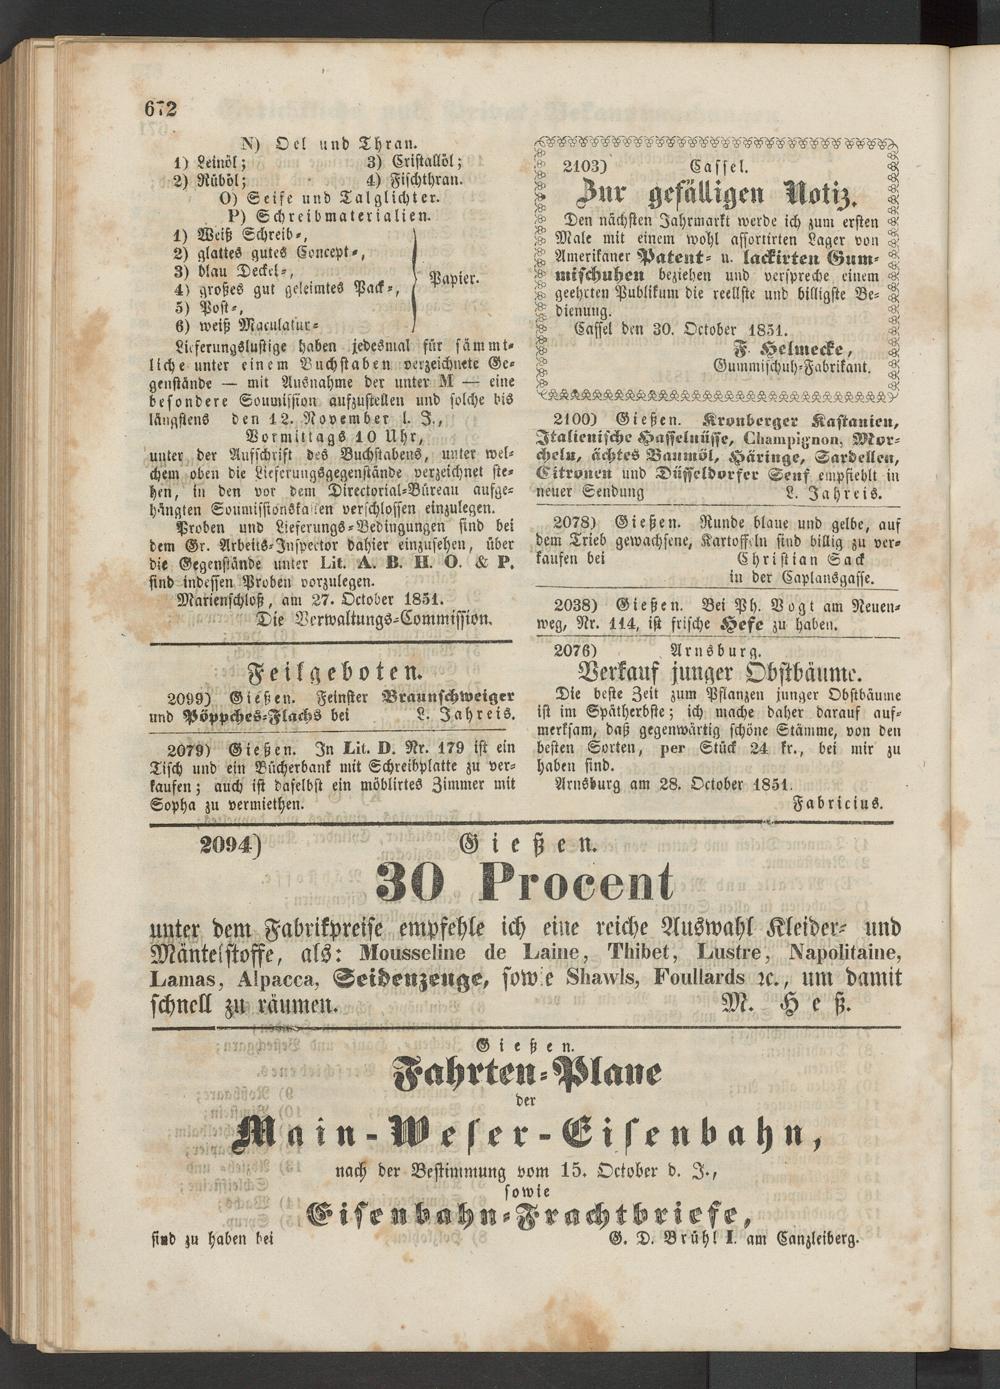 672
N) Oel und Thran.
1) Leinöl; 3) Cristallöl;
2) Rüböl; 4) Fischthran.
O) Seife und Talglichter.
P) Schreibmaterialien.
1) Weiß Schreib-,
2) glattes gutes Concept-,
3) blau Deckel-,
4) großes gut geleimtes Pack-,
5) Post-,
6) weiß Maculatur-
Papier.
Lieferungslustige haben jedesmal für sämmt-
liche unter einem Buchstaben verzeichnete Ge-
genstände — mit Ausnahme der unter M — eine
besondere Soumission aufzustellen und solche bis
längstens den 12. November l. J.,
Vormittags 10 Uhr,
unter der Aufschrift des Buchstabens, unter wel-
chem oben die Lieferungsgegenstände verzeichnet ste-
hen, in den vor dem Directorial-Büreau aufge-
hängten Soumissionskasten verschlossen einzulegen.
Proben und Lieferungs-Bedingungen sind bei
dem Gr. Arbeits-Inspector dahier einzusehen, über
die Gegenstände unter Lit. A. B. H. O. & P.
sind indessen Proben vorzulegen.
Marienschloß, am 27. October 1851.
Die Verwaltungs-Commission.
Feilgeboten.
2099) Gießen. Feinster Braunschweiger
und Pöppches-Flachs bei L. Jahreis.
2079) Gießen. In Lit. D. Nr. 179 ist ein
Tisch und ein Bücherbank mit Schreibplatte zu ver-
kaufen; auch ist daselbst ein möblirtes Zimmer mit
Sopha zu vermiethen.
2103) Cassel.
Zur gefälligen Notiz.
Den nächsten Jahrmarkt werde ich zum ersten
Male mit einem wohl assortirten Lager von
Amerikaner Patent- u. lackirten Gum-
mischuhen beziehen und verspreche einem
geehrten Publikum die reellste und billigste Be-
dienung.
Cassel den 30. October 1851.
F. Helmecke,
Gummischuh-Fabrikant.
2100) Gießen. Kronberger Kastanien,
Italienische Hasselnüsse, Champignon, Mor-
cheln, ächtes Baumöl, Häringe, Sardellen,
Citronen und Düsseldorfer Senf empfiehlt in
neuer Sendung L. Jahreis.
2078) Gießen. Runde blaue und gelbe, auf
dem Trieb gewachsene, Kartoffeln sind billig zu ver-
kaufen bei Christian Sack
in der Caplansgasse.
2038) Gießen. Bei Ph. Vogt am Neuen-
weg, Nr. 114, ist frische Hefe zu haben.
2076) Arnsburg.
Verkauf junger Obstbäume.
Die beste Zeit zum Pflanzen junger Obstbäume
ist im Spätherbste; ich mache daher darauf auf-
merksam, daß gegenwärtig schöne Stämme, von den
besten Sorten, per Stück 24 kr., bei mir zu
haben sind.
Arnsburg am 28. October 1851.
Fabricius.
2094) Gießen.
30 Procent
unter dem Fabrikpreise empfehle ich eine reiche Auswahl Kleider- und
Mäntelstoffe, als: Mousseline de Laine, Thibet, Lustre, Napolitaine,
Lamas, Alpacca, Seidenzeuge, sowie Shawls, Foullards ꝛc., um damit
schnell zu räumen. M. Heß.
Gießen.
Fahrten-Plane
der
Main-Weser-Eisenbahn,
nach der Bestimmung vom 15. October d. J.,
sowie
Eisenbahn-Frachtbriefe,
sind zu haben bei G. D. Brühl I. am Canzleiberg.